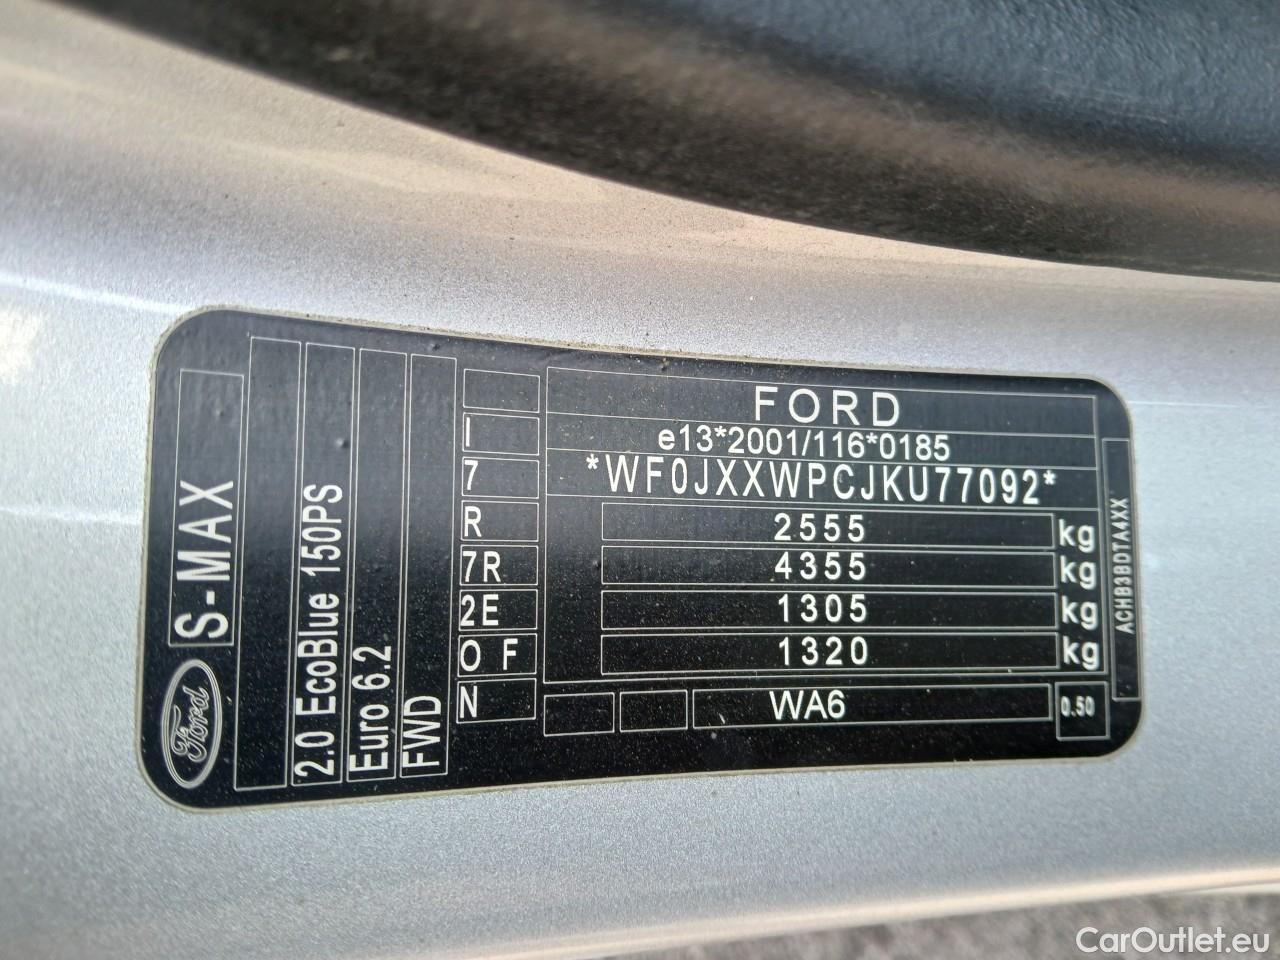 Ford
S-MAX
2.0 EcoBlue 150PS
Euro 6.2
FWD
FORD
I e13*2001/116*0185
7 *WF0JXXWPCJKU77092*
R 2555 kg
7R 4355 kg
2E 1305 kg
O F 1320 kg
N WA6 0.50
ACHB3BDTA4XX
CarOutlet.eu